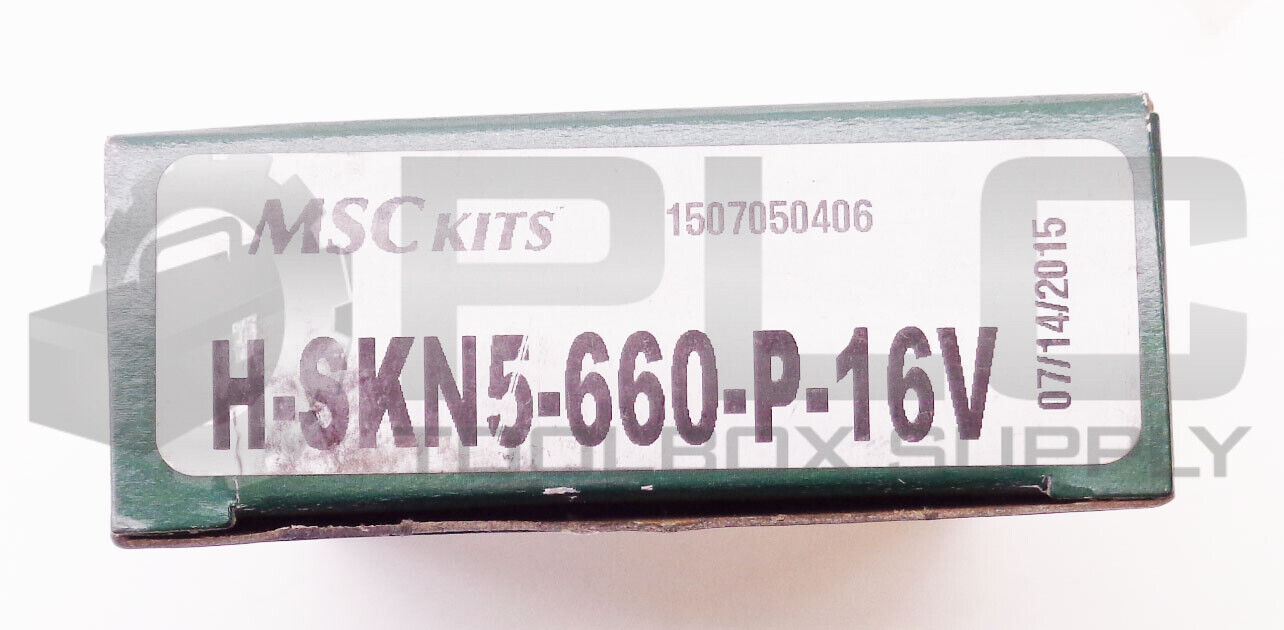 MSC KITS 1507050406
H-SKN5-660-P-16V
07/14/2015
PLC
TOOLBOX SUPPLY